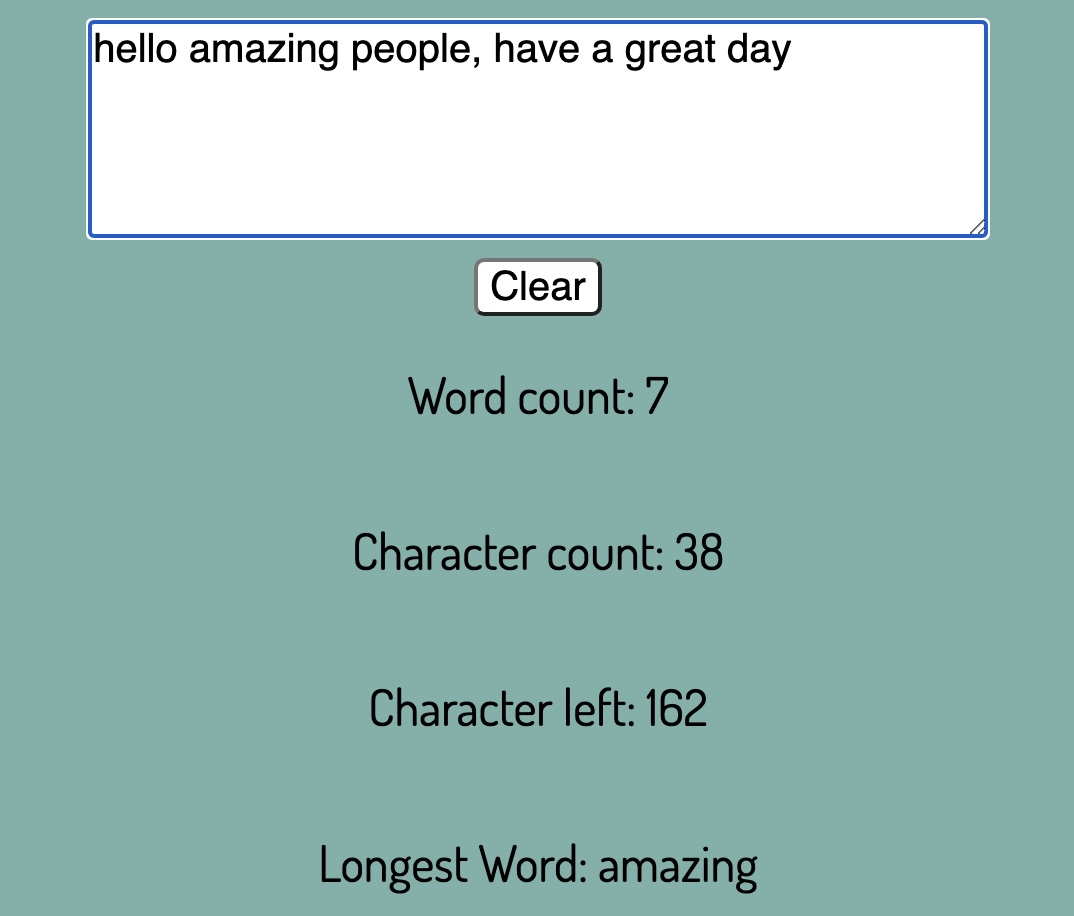 hello amazing people, have a great day
Clear
Word count: 7
Character count: 38
Character left: 162
Longest Word: amazing